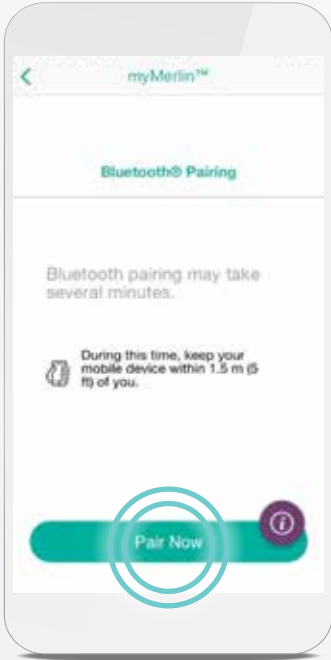 myMerlin™
Bluetooth® Pairing
Bluetooth pairing may take
several minutes.
During this time, keep your
mobile device within 1.5 m (5
ft) of you.
Pair Now
i